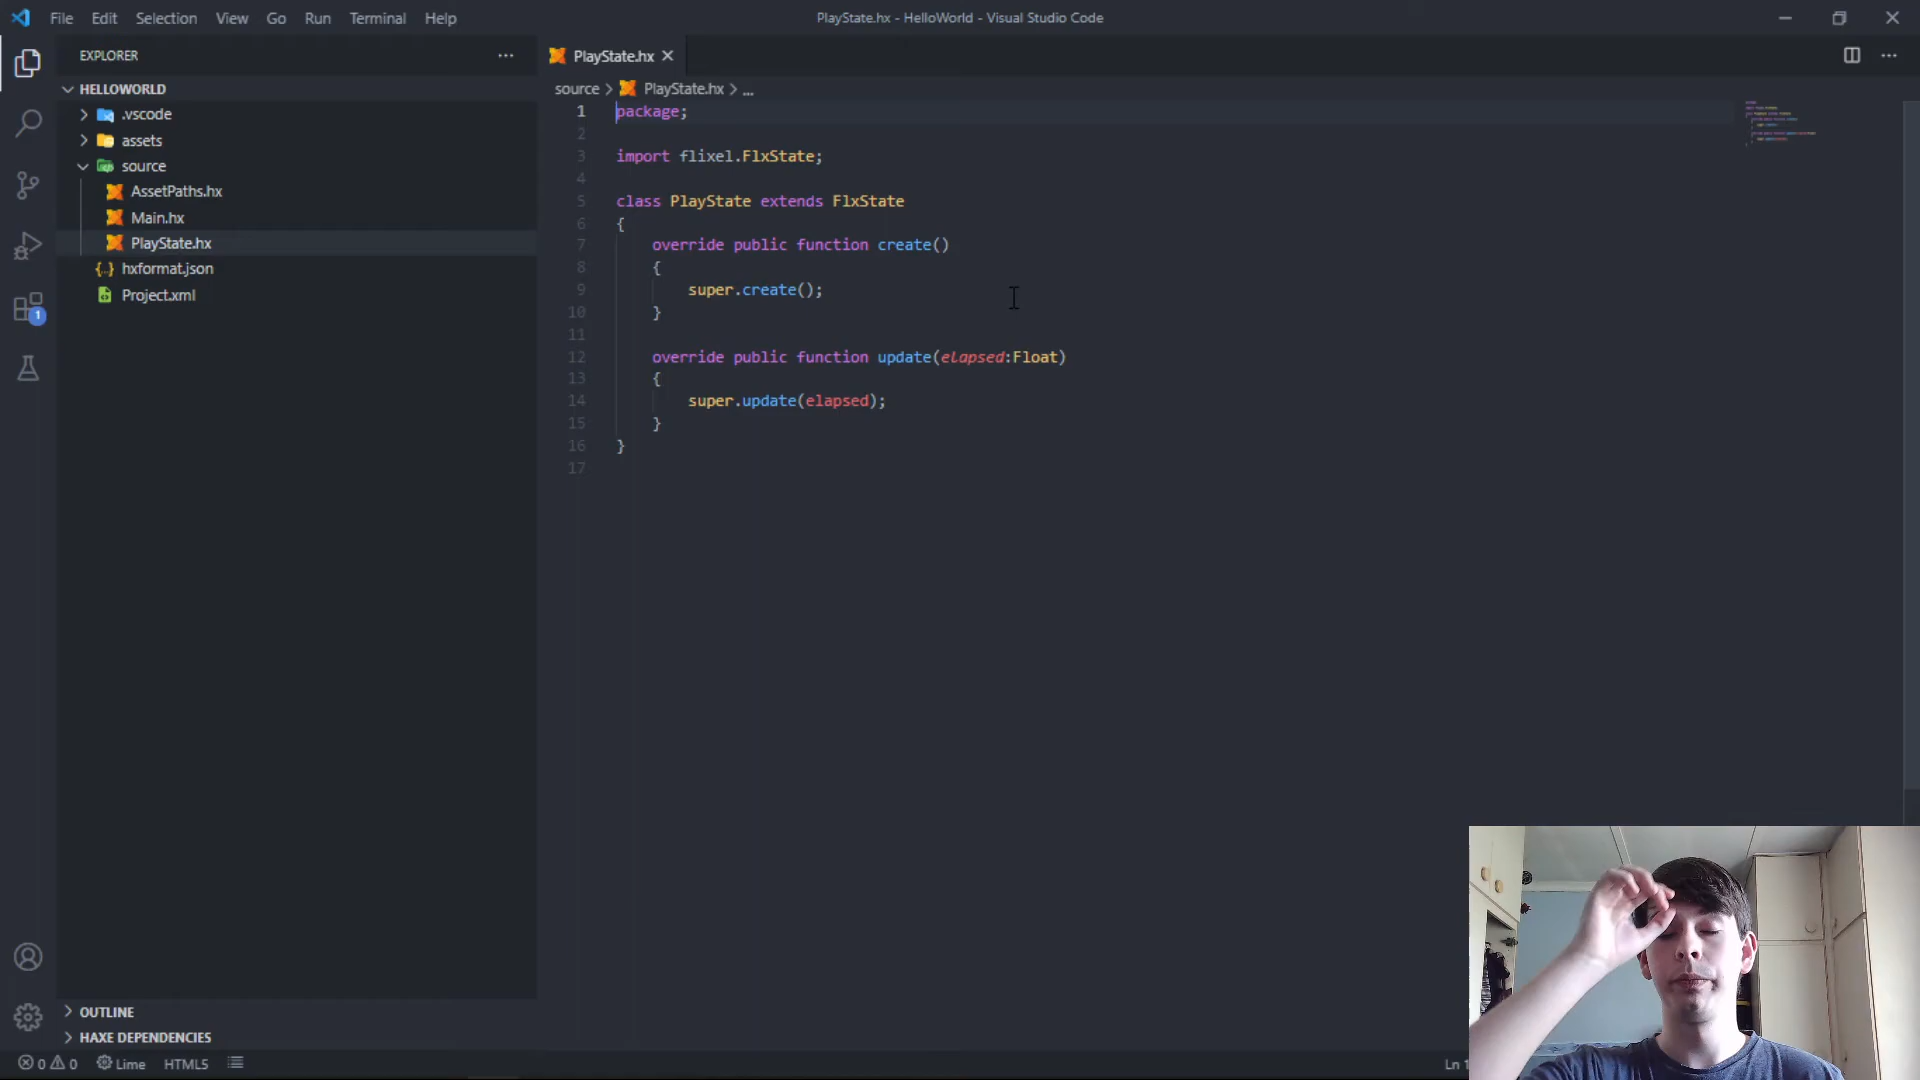 File Edit Selection View Go Run Terminal Help
PlayState.hx - HelloWorld - Visual Studio Code
EXPLORER
HELLOWORLD
.vscode
assets
source
AssetPaths.hx
Main.hx
PlayState.hx
hxformat.json
Project.xml
1
OUTLINE
HAXE DEPENDENCIES
PlayState.hx
source > PlayState.hx > ...
1 package;
2
3 import flixel.FlxState;
4
5 class PlayState extends FlxState
6 {
7 override public function create()
8 {
9 super.create();
10 }
11
12 override public function update(elapsed:Float)
13 {
14 super.update(elapsed);
15 }
16 }
17
0 0 Lime HTML5
Ln